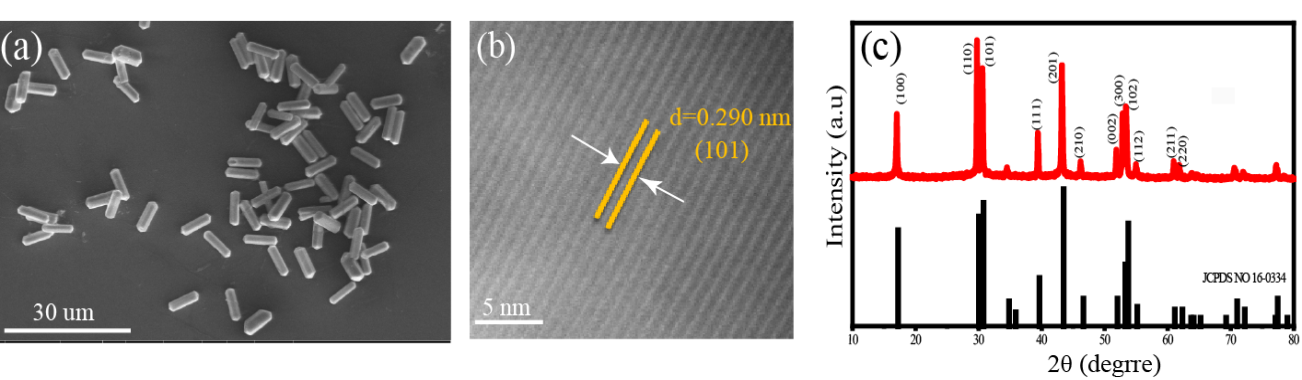 (a)
30 um
(b)
d=0.290 nm
(101)
5 nm
(c)
Intensity (a.u)
(100)
(110)
(101)
(111)
(201)
(210)
(002)
(300)
(102)
(112)
(211)
(220)
JCPDS NO 16-0334
10 20 30 40 50 60 70 80
2θ (degrre)